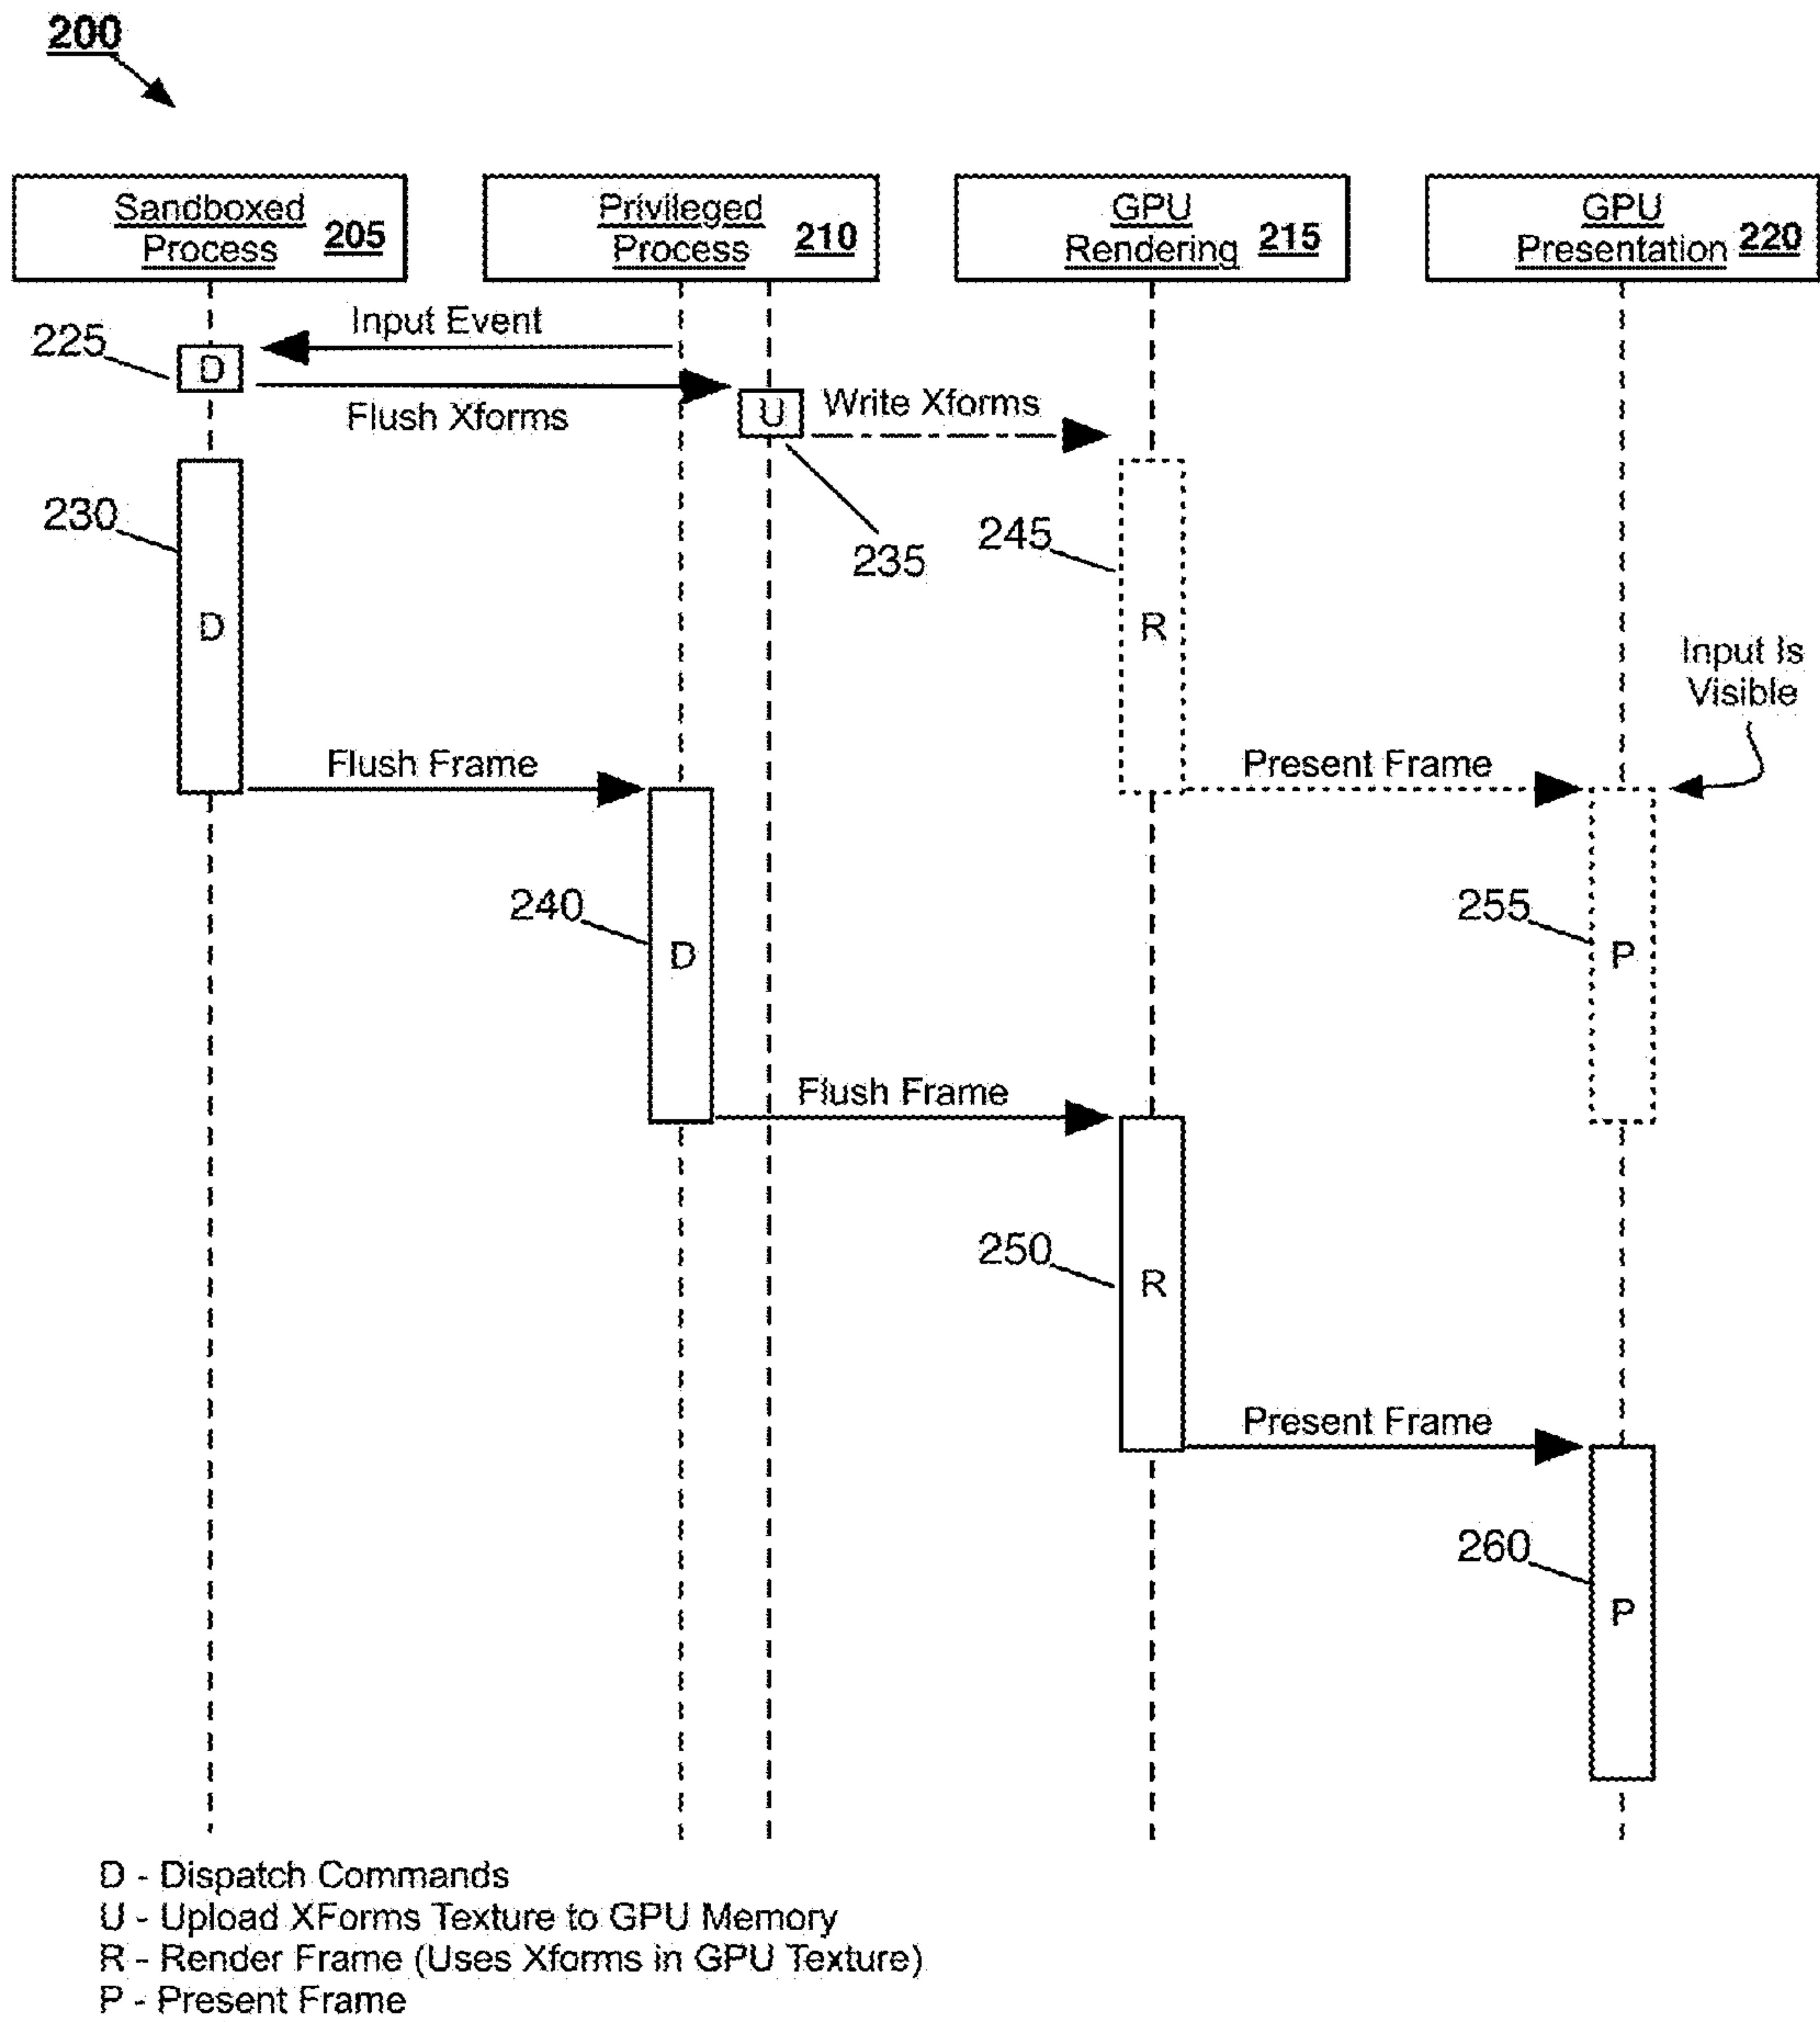 200
Sandboxed
Process 205
Privileged
Process 210
GPU
Rendering 215
GPU
Presentation 220
Input Event
225
D
Flush Xforms
U
Write Xforms
235
230
D
245
R
Input Is
Visible
Flush Frame
Present Frame
240
D
255
P
Flush Frame
250
R
Present Frame
260
P
D - Dispatch Commands
U - Upload XForms Texture to GPU Memory
R - Render Frame (Uses Xforms in GPU Texture)
P - Present Frame